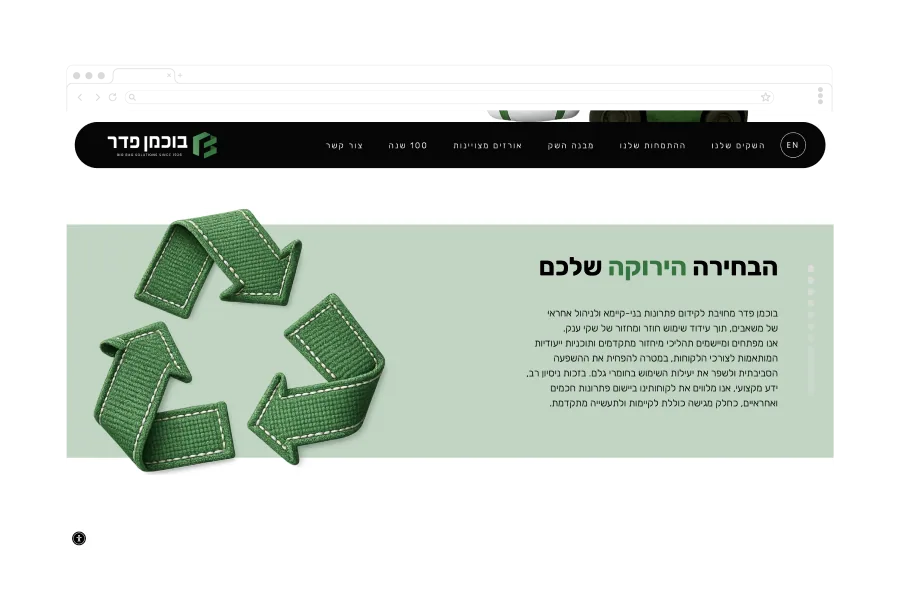 EN
השקים שלנו
ההתמחות שלנו
מבנה השק
אורזים מצויינות
100 שנה
צור קשר
בוכמן פדר
BIG BAG SOLUTIONS SINCE 1925
הבחירה הירוקה שלכם
בוכמן פדר מחויבת לקידום פתרונות בני-קיימא ולניהול אחראי
של משאבים, תוך עידוד שימוש חוזר ומחזור של שקי ענק.
אנו מפתחים ומיישמים תהליכי מיחזור מתקדמים ותוכניות ייעודיות
המותאמות לצורכי הלקוחות, במטרה להפחית את ההשפעה
הסביבתית ולשפר את יעילות השימוש בחומרי גלם. בזכות ניסיון רב,
ידע מקצועי, אנו מלווים את לקוחותינו ביישום פתרונות חכמים
ואחראיים, כחלק מגישה כוללת לקיימות ולתעשייה מתקדמת.